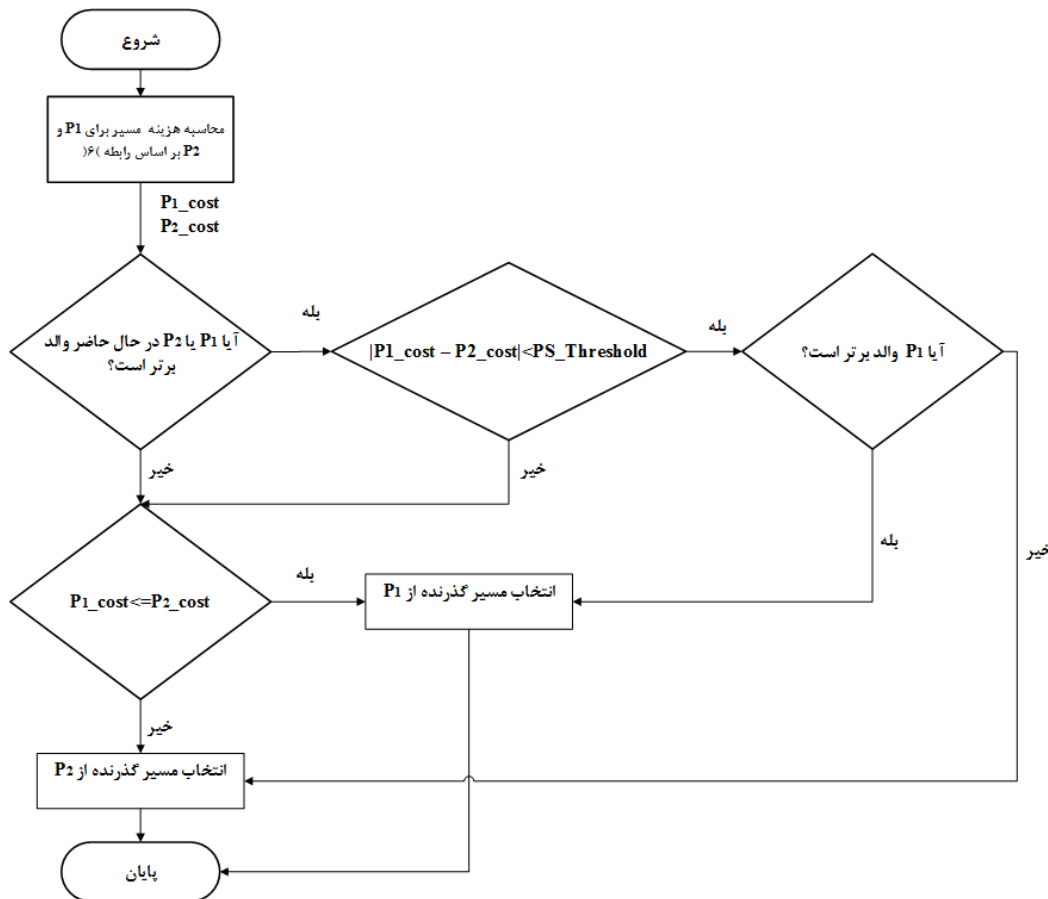 شروع
محاسبه هزینه مسیر برای P1 و
P2 بر اساس رابطه )۶(
P1_cost
P2_cost
آیا P1 یا P2 در حال حاضر والد
برتر است؟
بله
|P1_cost – P2_cost|<PS_Threshold
بله
آیا P1 والد برتر است؟
خیر
خیر
بله
خیر
P1_cost<=P2_cost
بله
انتخاب مسیر گذرنده از P1
خیر
انتخاب مسیر گذرنده از P2
پایان